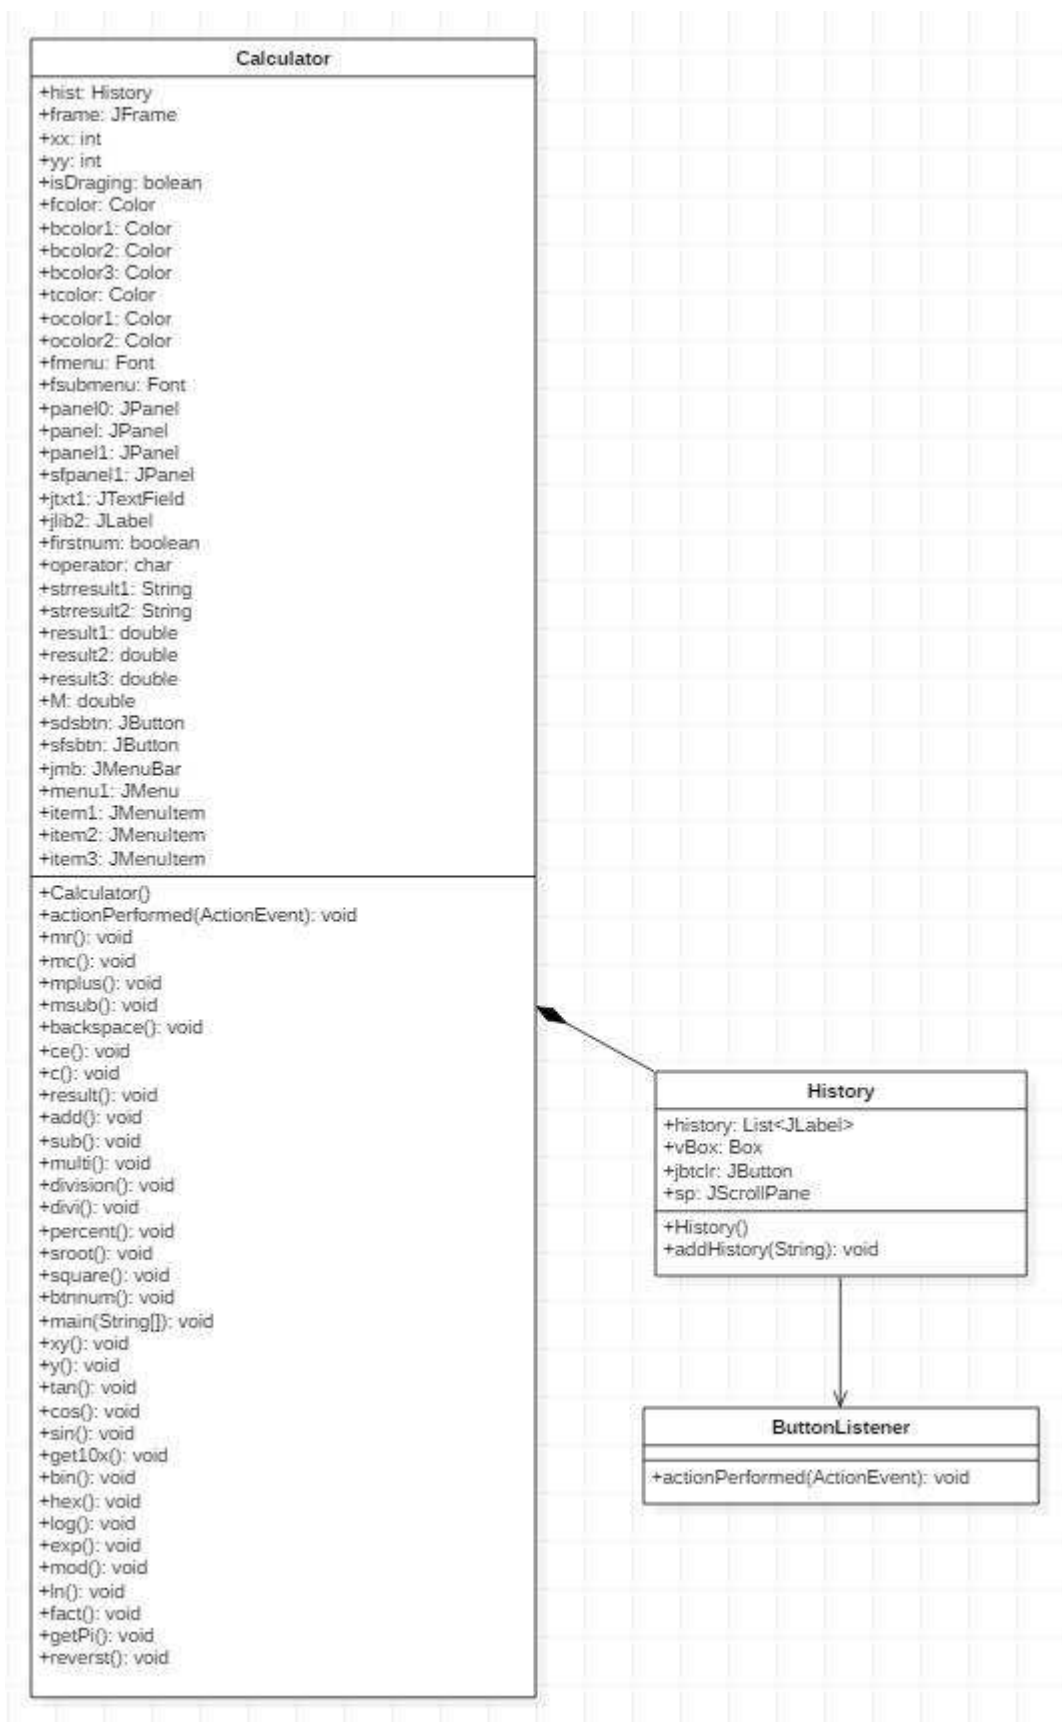 Calculator
+hist: History
+frame: JFrame
+xx: int
+yy: int
+isDraging: bolean
+fcolor: Color
+bcolor1: Color
+bcolor2: Color
+bcolor3: Color
+tcolor: Color
+ocolor1: Color
+ocolor2: Color
+fmenu: Font
+fsubmenu: Font
+panel0: JPanel
+panel: JPanel
+panel1: JPanel
+sfpanel1: JPanel
+jtxt1: JTextField
+jlib2: JLabel
+firstnum: boolean
+operator: char
+strresult1: String
+strresult2: String
+result1: double
+result2: double
+result3: double
+M: double
+sdsbtn: JButton
+sfsbtn: JButton
+jmb: JMenuBar
+menu1: JMenu
+item1: JMenuItem
+item2: JMenuItem
+item3: JMenuItem
+Calculator()
+actionPerformed(ActionEvent): void
+mr(): void
+mc(): void
+mplus(): void
+msub(): void
+backspace(): void
+ce(): void
+c(): void
+result(): void
+add(): void
+sub(): void
+multi(): void
+division(): void
+divi(): void
+percent(): void
+sroot(): void
+square(): void
+btnnum(): void
+main(String[]): void
+xy(): void
+y(): void
+tan(): void
+cos(): void
+sin(): void
+get10x(): void
+bin(): void
+hex(): void
+log(): void
+exp(): void
+mod(): void
+ln(): void
+fact(): void
+getPi(): void
+reverst(): void
History
+history: List<JLabel>
+vBox: Box
+jbtclr: JButton
+sp: JScrollPane
+History()
+addHistory(String): void
ButtonListener
+actionPerformed(ActionEvent): void